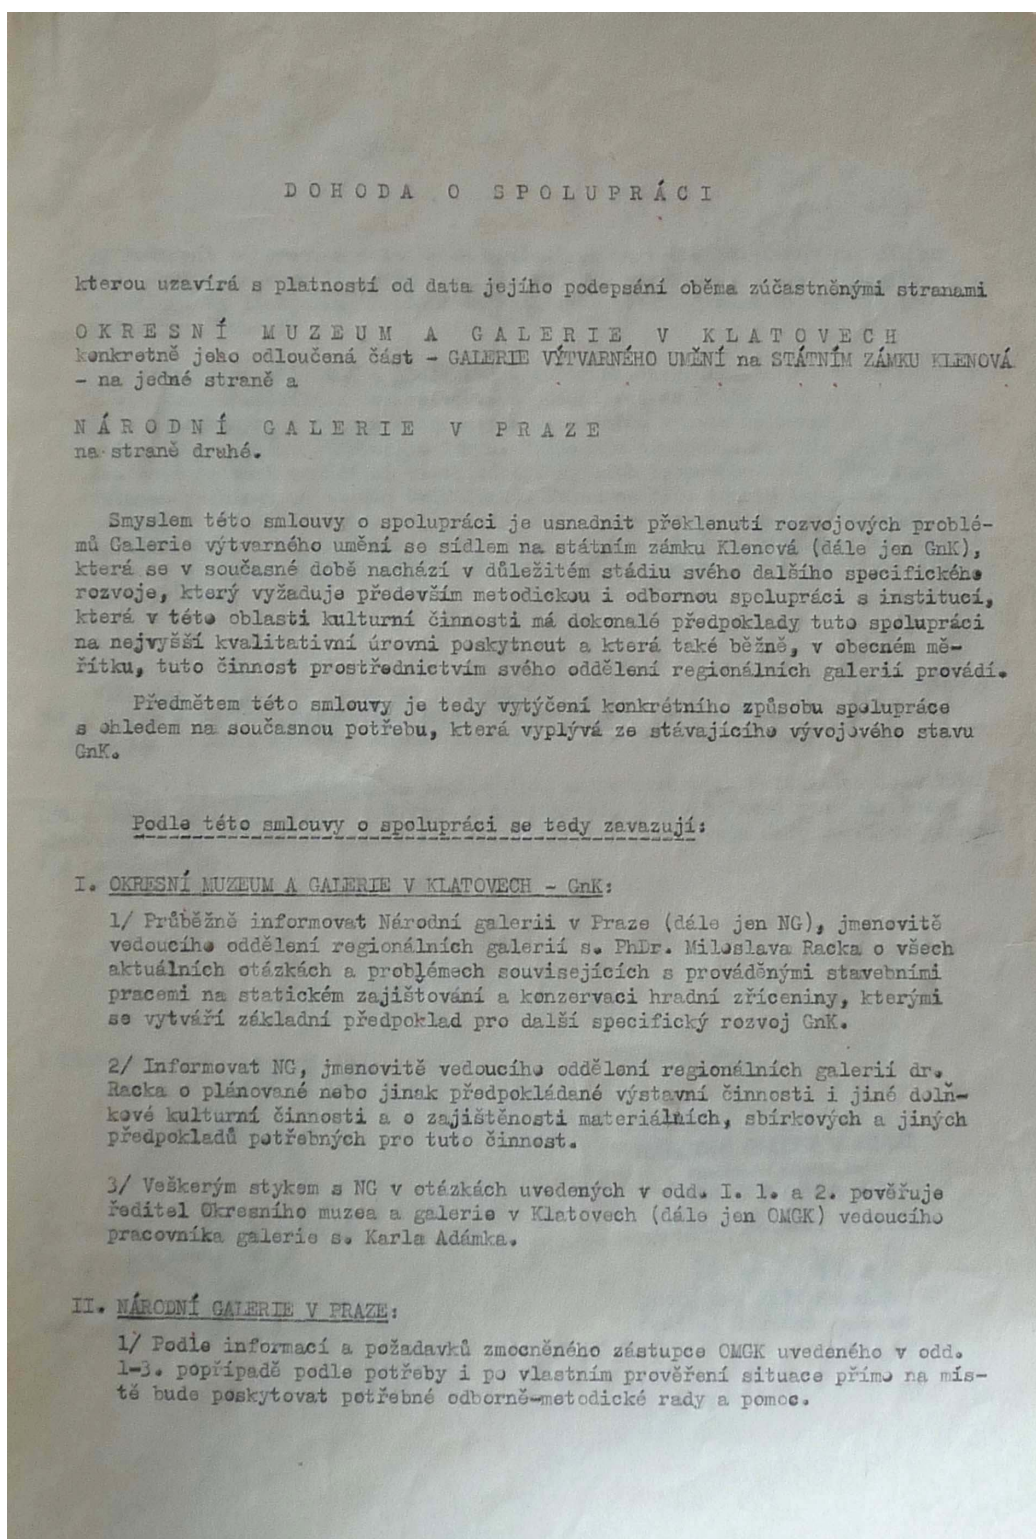 DOHODA O SPOLUPRÁCI
kterou uzavírá s platností od data jejího podepsání oběma zúčastněnými stranami
OKRESNÍ MUZEUM A GALERIE V KLATOVECH
konkretně jeko odloučená část - GALERIE VÝTVARNÉHO UMĚNÍ na STÁTNÍM ZÁMKU KLENOVÁ
- na jedné straně a
NÁRODNÍ GALERIE V PRAZE
na straně druhé.
Smyslem této smlouvy o spolupráci je usnadnit překlenutí rozvojových problé-
mů Galerie výtvarného umění se sídlem na státním zámku Klenová (dále jen GnK),
která se v současné době nachází v důležitém stádiu svého dalšího specifického
rozvoje, který vyžaduje především metodickou i odbornou spolupráci s institucí,
která v této oblasti kulturní činnosti má dokonalé předpoklady tuto spolupráci
na nejvyšší kvalitativní úrovni poskytnout a která také běžně, v obecném mě-
řítku, tuto činnost prostřednictvím svého oddělení regionálních galerií provádí.
Předmětem této smlouvy je tedy vytýčení konkrétního způsobu spolupráce
s ohledem na současnou potřebu, která vyplývá ze stávajícího vývojového stavu
GnK.
Podle této smlouvy o spolupráci se tedy zavazují:
I. OKRESNÍ MUZEUM A GALERIE V KLATOVECH - GnK:
1/ Průběžně informovat Národní galerii v Praze (dále jen NG), jmenovitě
vedoucího oddělení regionálních galerií s. PhDr. Miloslava Racka o všech
aktuálních otázkách a problémech souvisejících s prováděnými stavebními
pracemi na statickém zajištování a konzervaci hradní zříceniny, kterými
se vytváří základní předpoklad pro další specifický rozvoj GnK.
2/ Informovat NG, jmenovitě vedoucího oddělení regionálních galerií dr.
Racka o plánované nebo jinak předpokládané výstavní činnosti i jiné dolň-
kové kulturní činnosti a o zajištěnosti materiálních, sbírkových a jiných
předpokladů potřebných pro tuto činnost.
3/ Veškerým stykem s NG v otázkách uvedených v odd. I. 1. a 2. pověřuje
ředitel Okresního muzea a galerie v Klatovech (dále jen OMGK) vedoucího
pracovníka galerie s. Karla Adámka.
II. NÁRODNÍ GALERIE V PRAZE:
1/ Podle informací a požadavků zmocněného zástupce OMGK uvedeného v odd.
1-3. popřípadě podle potřeby i po vlastním prověření situace přímo na mís-
tě bude poskytovat potřebné odborně-metodické rady a pomoc.